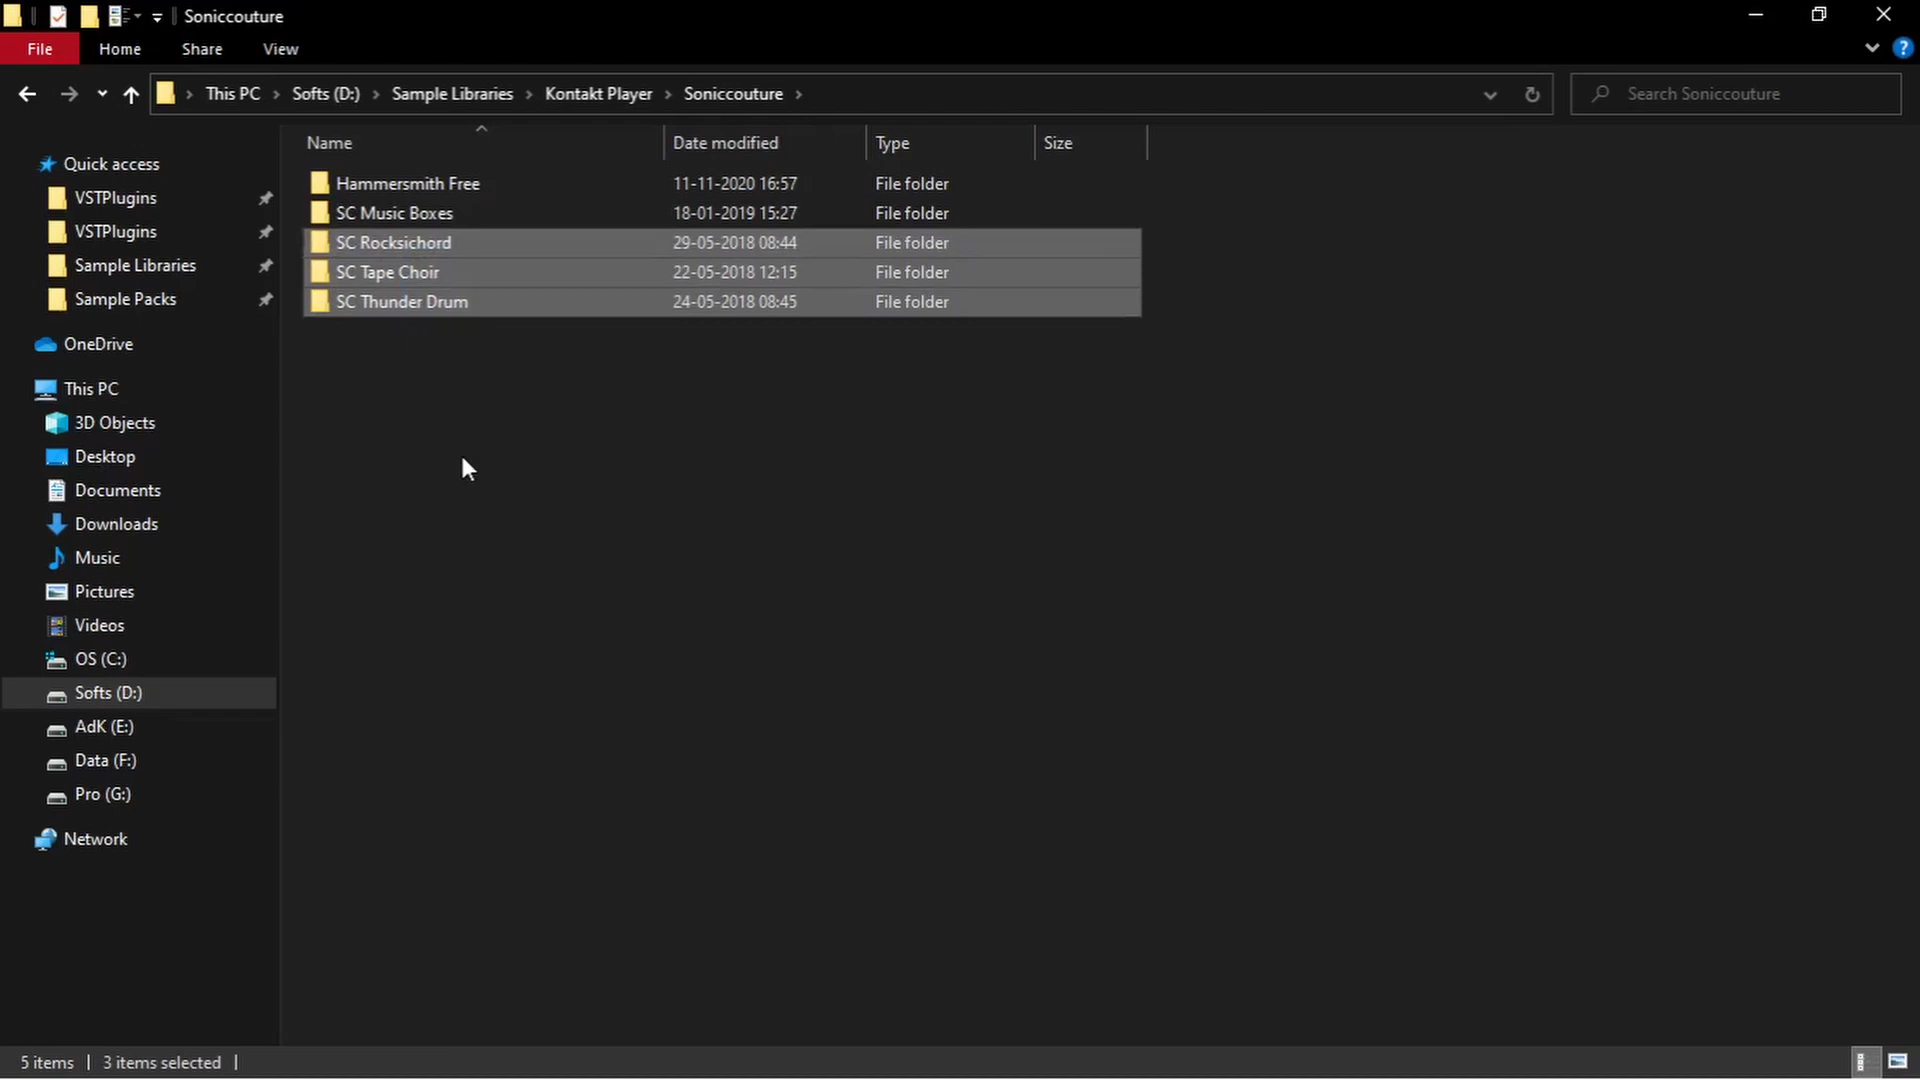 Soniccouture
File Home Share View
This PC Softs (D:) Sample Libraries Kontakt Player Soniccouture Search Soniccouture
Name Date modified Type Size
Hammersmith Free 11-11-2020 16:57 File folder
SC Music Boxes 18-01-2019 15:27 File folder
SC Rocksichord 29-05-2018 08:44 File folder
SC Tape Choir 22-05-2018 12:15 File folder
SC Thunder Drum 24-05-2018 08:45 File folder
Quick access
VSTPlugins
VSTPlugins
Sample Libraries
Sample Packs
OneDrive
This PC
3D Objects
Desktop
Documents
Downloads
Music
Pictures
Videos
OS (C:)
Softs (D:)
AdK (E:)
Data (F:)
Pro (G:)
Network
5 items 3 items selected